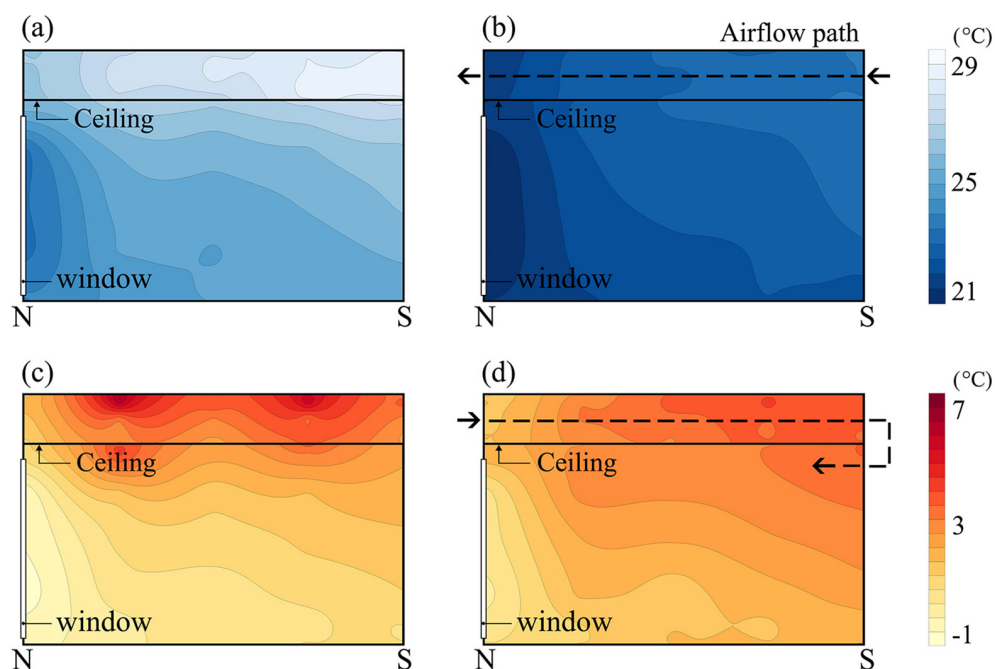 (a)
(b)
Airflow path
(°C)
29
Ceiling
Ceiling
25
window
window
21
N
S
N
S
(c)
(d)
(°C)
7
Ceiling
Ceiling
3
window
window
-1
N
S
N
S